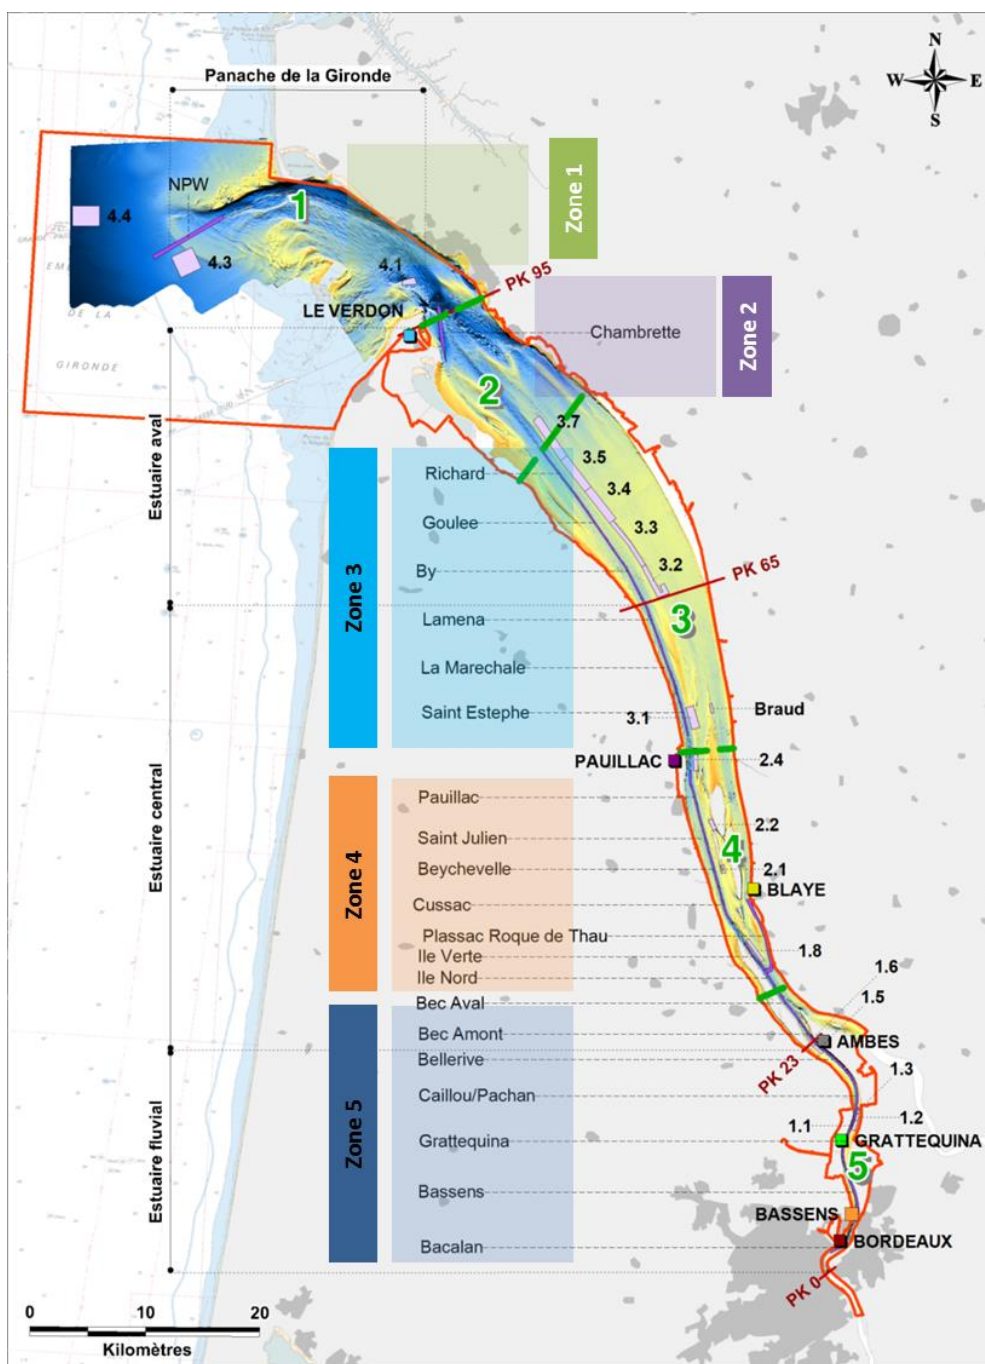 Panache de la Gironde
N
W E
S
NPW
1
4.4
4.3
4.1
Zone 1
PK 95
LE VERDON
Chambrette
Zone 2
DE LA
GIRONDE
2
3.7
Estuaire aval
Zone 3
Richard
3.5
3.4
Goulee
3.3
By
3.2
PK 65
Lamena
3
La Marechale
Saint Estephe
3.1
Braud
PAUILLAC
2.4
Estuaire central
Zone 4
Pauillac
2.2
Saint Julien
4
Beychevelle
2.1
BLAYE
Cussac
Plassac Roque de Thau
Ile Verte
1.8
Ile Nord
1.6
Bec Aval
1.5
Bec Amont
AMBES
Bellerive
PK 23
1.3
Estuaire fluvial
Zone 5
Caillou/Pachan
1.2
1.1
Grattequina
GRATTEQUINA
5
Bassens
BASSENS
Bacalan
BORDEAUX
PK 0
0 10 20
Kilomètres